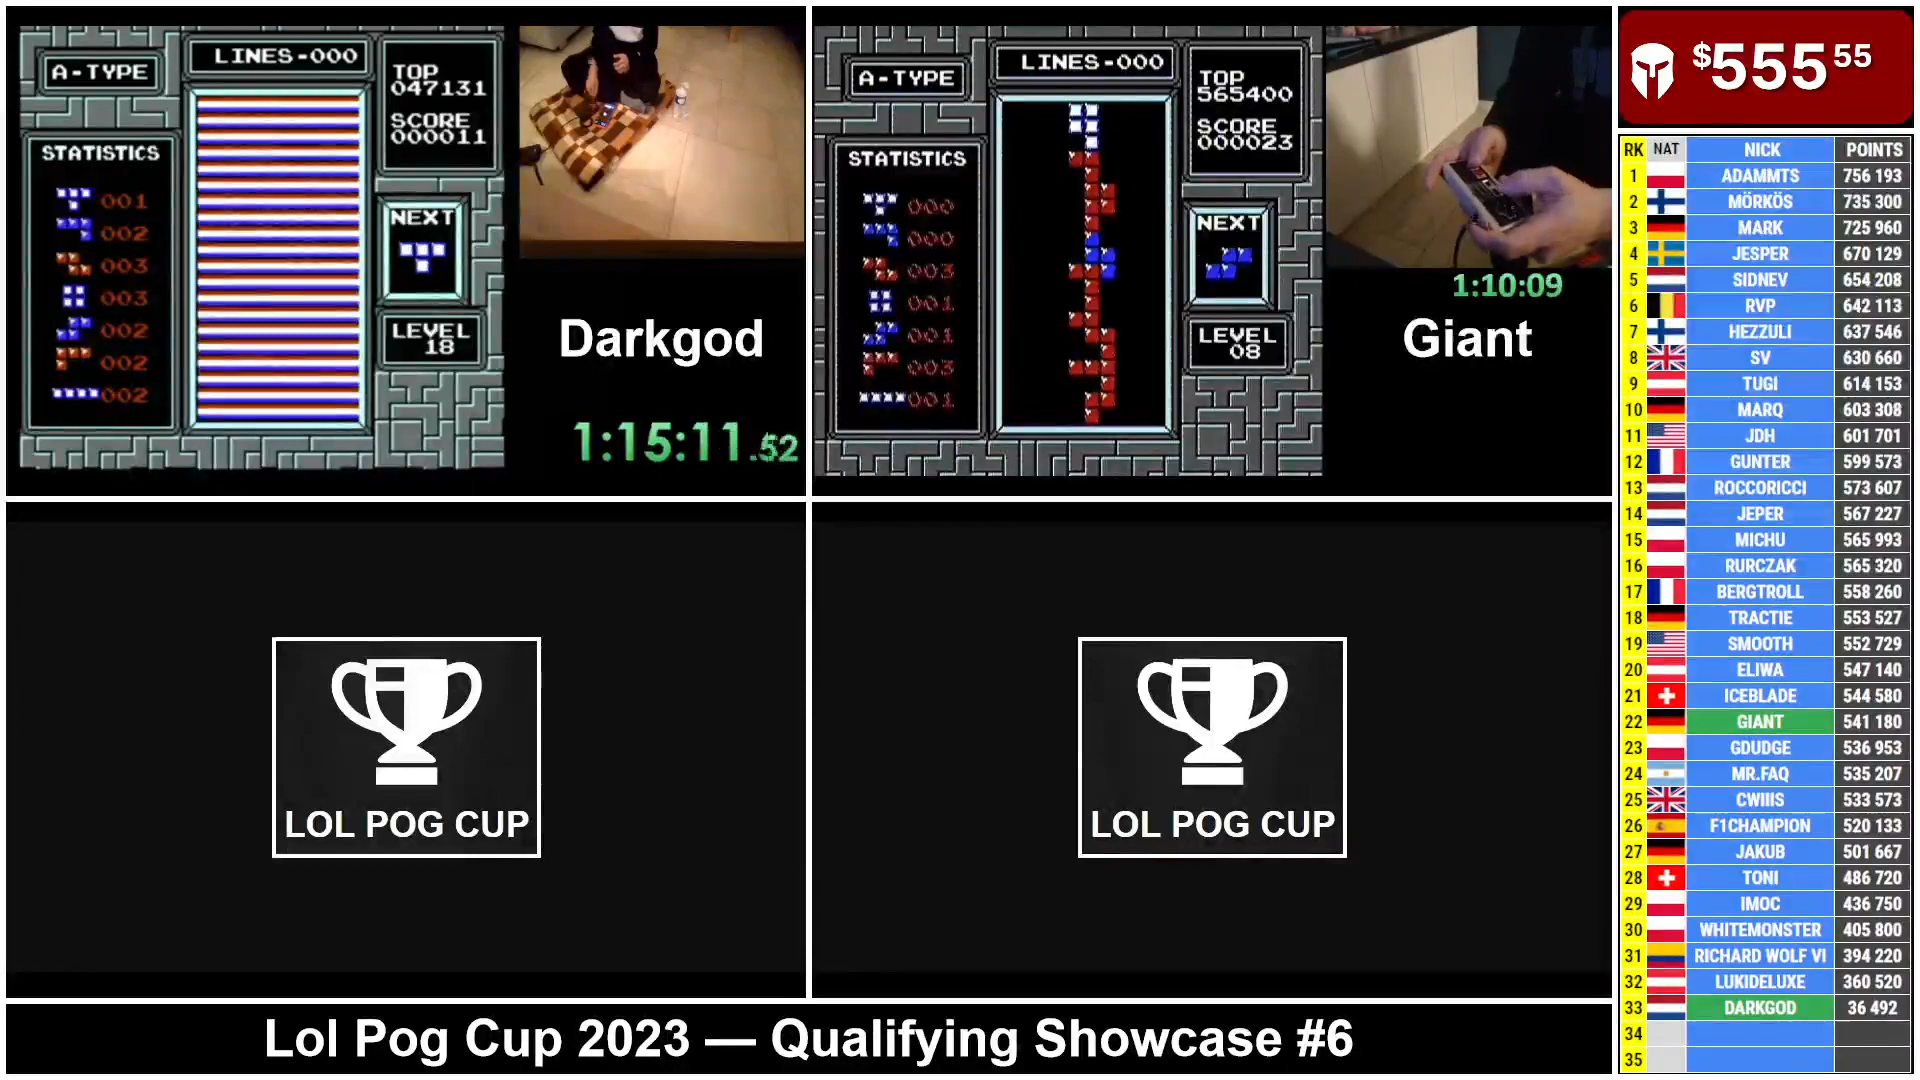 A-TYPE
LINES-000
TOP
047131
SCORE
000011
STATISTICS
001
002
003
003
002
002
002
NEXT
LEVEL
18
Darkgod
1:15:11.52
A-TYPE
LINES-000
TOP
565400
SCORE
000023
STATISTICS
000
000
003
001
001
003
001
NEXT
LEVEL
08
1:10:09
Giant
LOL POG CUP
LOL POG CUP
Lol Pog Cup 2023 — Qualifying Showcase #6
$555 55
RK NAT NICK POINTS
1 ADAMMTS 756 193
2 MÖRKÖS 735 300
3 MARK 725 960
4 JESPER 670 129
5 SIDNEV 654 208
6 RVP 642 113
7 HEZZULI 637 546
8 SV 630 660
9 TUGI 614 153
10 MARQ 603 308
11 JDH 601 701
12 GUNTER 599 573
13 ROCCORICCI 573 607
14 JEPER 567 227
15 MICHU 565 993
16 RURCZAK 565 320
17 BERGTROLL 558 260
18 TRACTIE 553 527
19 SMOOTH 552 729
20 ELIWA 547 140
21 ICEBLADE 544 580
22 GIANT 541 180
23 GDUDGE 536 953
24 MR.FAQ 535 207
25 CWIIIS 533 573
26 F1CHAMPION 520 133
27 JAKUB 501 667
28 TONI 486 720
29 IMOC 436 750
30 WHITEMONSTER 405 800
31 RICHARD WOLF VI 394 220
32 LUKIDELUXE 360 520
33 DARKGOD 36 492
34
35